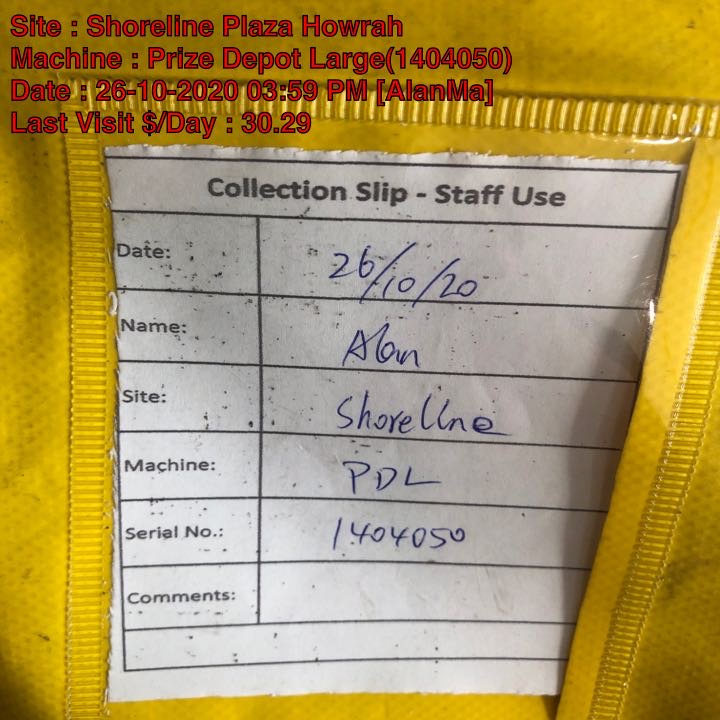 Site : Shoreline Plaza Howrah
Machine : Prize Depot Large(1404050)
Date : 26-10-2020 03:59 PM [AlanMa]
Last Visit $/Day : 30.29
Collection Slip - Staff Use
Date: 26/10/20
Name: Alan
Site: Shoreline
Machine: PDL
Serial No.: 1404050
Comments: